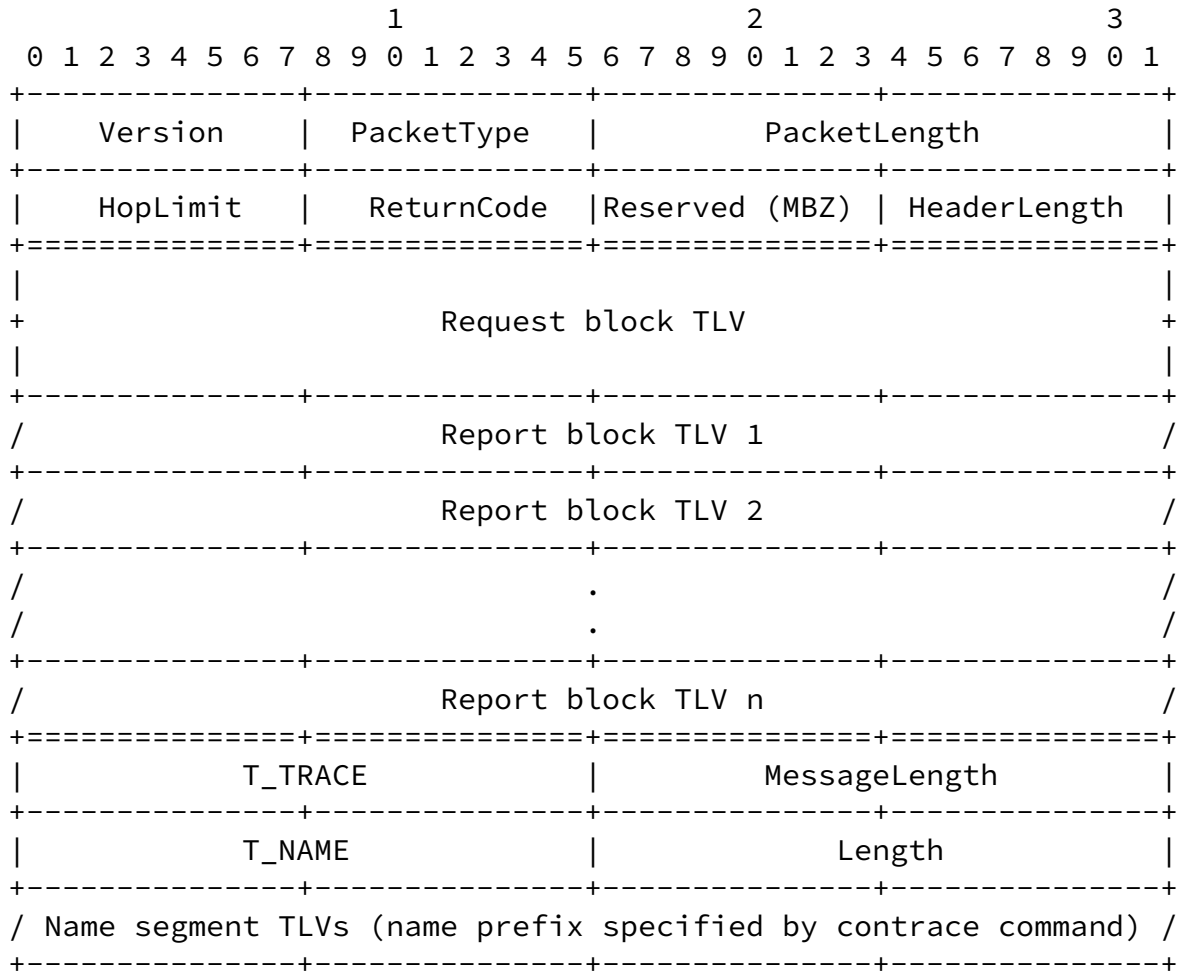 1                   2                   3
 0 1 2 3 4 5 6 7 8 9 0 1 2 3 4 5 6 7 8 9 0 1 2 3 4 5 6 7 8 9 0 1
+---------------+---------------+---------------+---------------+
|    Version    |  PacketType   |         PacketLength          |
+---------------+---------------+---------------+---------------+
|    HopLimit   |   ReturnCode  |Reserved (MBZ) | HeaderLength  |
+===============+===============+===============+===============+
|                                                               |
+                       Request block TLV                       +
|                                                               |
+---------------+---------------+---------------+---------------+
/                       Report block TLV 1                      /
+---------------+---------------+---------------+---------------+
/                       Report block TLV 2                      /
+---------------+---------------+---------------+---------------+
/                               .                               /
/                               .                               /
+---------------+---------------+---------------+---------------+
/                       Report block TLV n                      /
+===============+===============+===============+===============+
|            T_TRACE            |         MessageLength         |
+---------------+---------------+---------------+---------------+
|            T_NAME             |             Length            |
+---------------+---------------+---------------+---------------+
/ Name segment TLVs (name prefix specified by contrace command) /
+---------------+---------------+---------------+---------------+